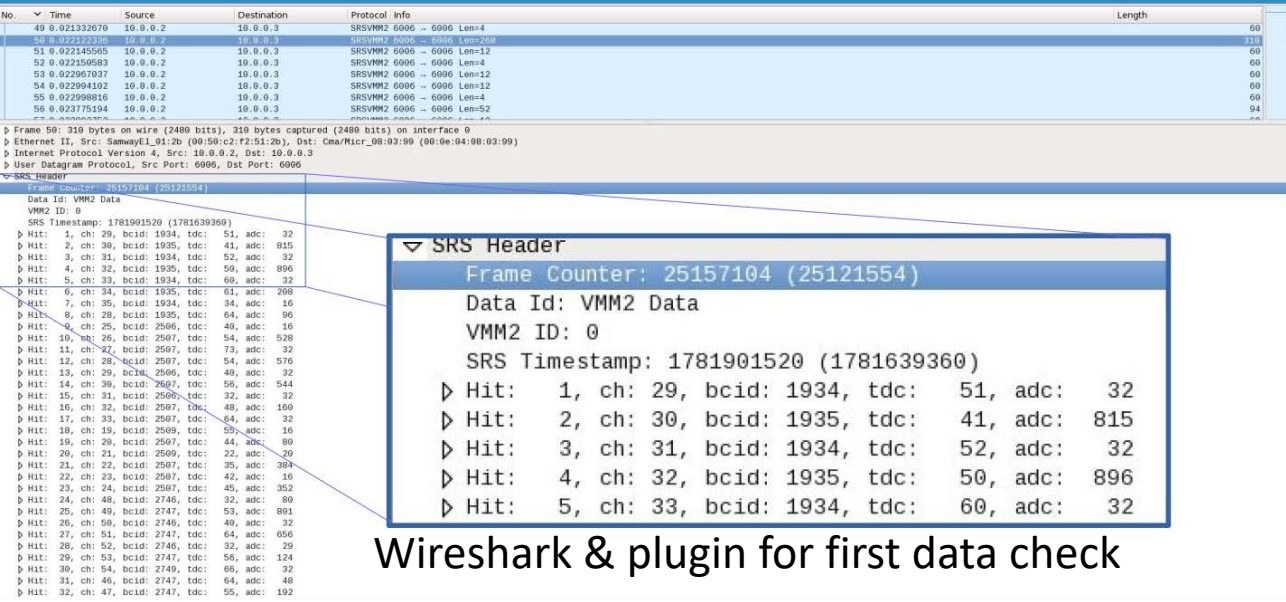 No. Time Source Destination Protocol Info Length
49 0.021332670 10.0.0.2 10.0.0.3 SRSVMM2 6006 → 6006 Len=4 60
50 0.022122336 10.0.0.2 10.0.0.3 SRSVMM2 6006 → 6006 Len=268 310
51 0.022145565 10.0.0.2 10.0.0.3 SRSVMM2 6006 → 6006 Len=12 60
52 0.022150583 10.0.0.2 10.0.0.3 SRSVMM2 6006 → 6006 Len=4 60
53 0.022967037 10.0.0.2 10.0.0.3 SRSVMM2 6006 → 6006 Len=12 60
54 0.022994102 10.0.0.2 10.0.0.3 SRSVMM2 6006 → 6006 Len=12 60
55 0.022998816 10.0.0.2 10.0.0.3 SRSVMM2 6006 → 6006 Len=4 60
56 0.023775194 10.0.0.2 10.0.0.3 SRSVMM2 6006 → 6006 Len=52 94
Frame 50: 310 bytes on wire (2480 bits), 310 bytes captured (2480 bits) on interface 0
Ethernet II, Src: SamwayEl_01:2b (00:50:c2:f2:51:2b), Dst: Cma/Micr_08:03:99 (00:0e:04:08:03:99)
Internet Protocol Version 4, Src: 10.0.0.2, Dst: 10.0.0.3
User Datagram Protocol, Src Port: 6006, Dst Port: 6006
SRS Header
Frame Counter: 25157104 (25121554)
Data Id: VMM2 Data
VMM2 ID: 0
SRS Timestamp: 1781901520 (1781639360)
Hit: 1, ch: 29, bcid: 1934, tdc: 51, adc: 32
Hit: 2, ch: 30, bcid: 1935, tdc: 41, adc: 815
Hit: 3, ch: 31, bcid: 1934, tdc: 52, adc: 32
Hit: 4, ch: 32, bcid: 1935, tdc: 50, adc: 896
Hit: 5, ch: 33, bcid: 1934, tdc: 60, adc: 32
Hit: 6, ch: 34, bcid: 1935, tdc: 61, adc: 208
Hit: 7, ch: 35, bcid: 1934, tdc: 34, adc: 16
Hit: 8, ch: 28, bcid: 1935, tdc: 64, adc: 96
Hit: 9, ch: 25, bcid: 2506, tdc: 40, adc: 16
Hit: 10, ch: 26, bcid: 2507, tdc: 54, adc: 528
Hit: 11, ch: 27, bcid: 2507, tdc: 73, adc: 32
Hit: 12, ch: 28, bcid: 2507, tdc: 54, adc: 576
Hit: 13, ch: 29, bcid: 2506, tdc: 40, adc: 32
Hit: 14, ch: 30, bcid: 2507, tdc: 56, adc: 544
Hit: 15, ch: 31, bcid: 2506, tdc: 32, adc: 32
Hit: 16, ch: 32, bcid: 2507, tdc: 48, adc: 160
Hit: 17, ch: 33, bcid: 2507, tdc: 64, adc: 32
Hit: 18, ch: 19, bcid: 2509, tdc: 55, adc: 16
Hit: 19, ch: 20, bcid: 2507, tdc: 44, adc: 80
Hit: 20, ch: 21, bcid: 2509, tdc: 22, adc: 20
Hit: 21, ch: 22, bcid: 2507, tdc: 35, adc: 384
Hit: 22, ch: 23, bcid: 2507, tdc: 42, adc: 16
Hit: 23, ch: 24, bcid: 2507, tdc: 45, adc: 352
Hit: 24, ch: 48, bcid: 2746, tdc: 32, adc: 80
Hit: 25, ch: 49, bcid: 2747, tdc: 53, adc: 801
Hit: 26, ch: 50, bcid: 2746, tdc: 40, adc: 32
Hit: 27, ch: 51, bcid: 2747, tdc: 64, adc: 656
Hit: 28, ch: 52, bcid: 2746, tdc: 32, adc: 29
Hit: 29, ch: 53, bcid: 2747, tdc: 56, adc: 124
Hit: 30, ch: 54, bcid: 2749, tdc: 66, adc: 32
Hit: 31, ch: 46, bcid: 2747, tdc: 64, adc: 48
Hit: 32, ch: 47, bcid: 2747, tdc: 55, adc: 192
SRS Header
Frame Counter: 25157104 (25121554)
Data Id: VMM2 Data
VMM2 ID: 0
SRS Timestamp: 1781901520 (1781639360)
Hit: 1, ch: 29, bcid: 1934, tdc: 51, adc: 32
Hit: 2, ch: 30, bcid: 1935, tdc: 41, adc: 815
Hit: 3, ch: 31, bcid: 1934, tdc: 52, adc: 32
Hit: 4, ch: 32, bcid: 1935, tdc: 50, adc: 896
Hit: 5, ch: 33, bcid: 1934, tdc: 60, adc: 32
Wireshark & plugin for first data check